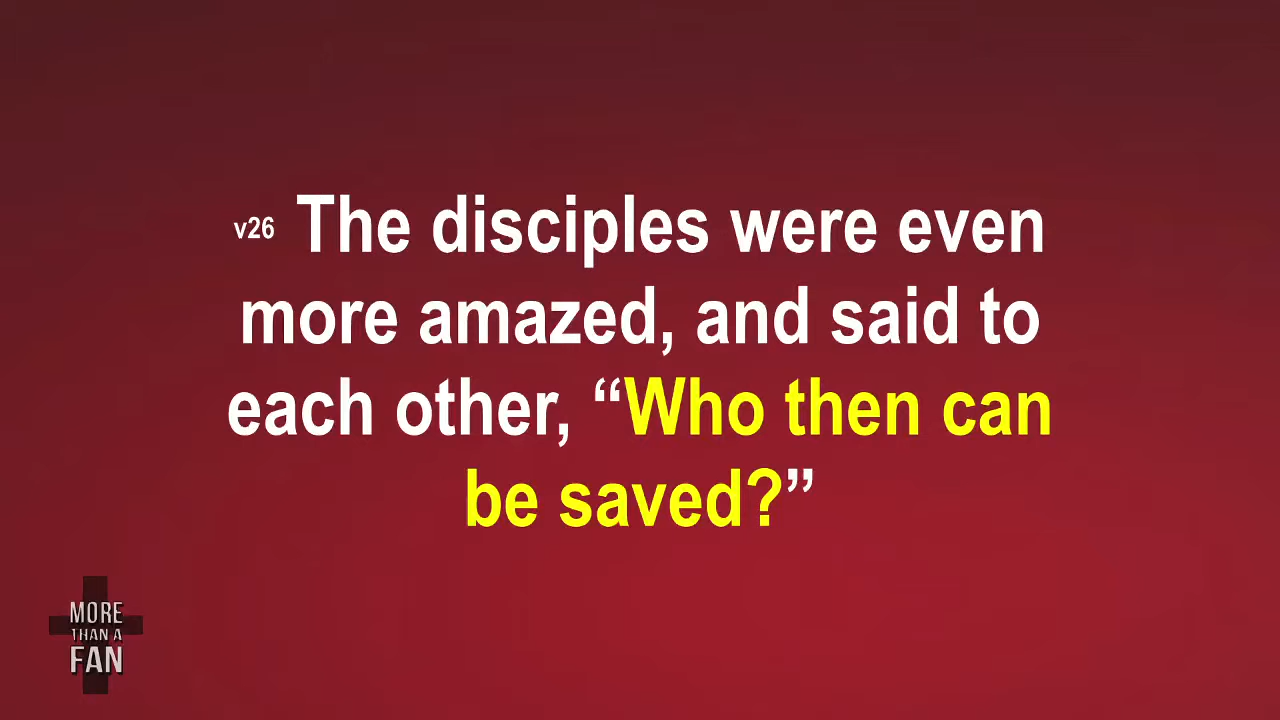 v26 The disciples were even
more amazed, and said to
each other, “Who then can
be saved?”
MORE
THAN A
FAN